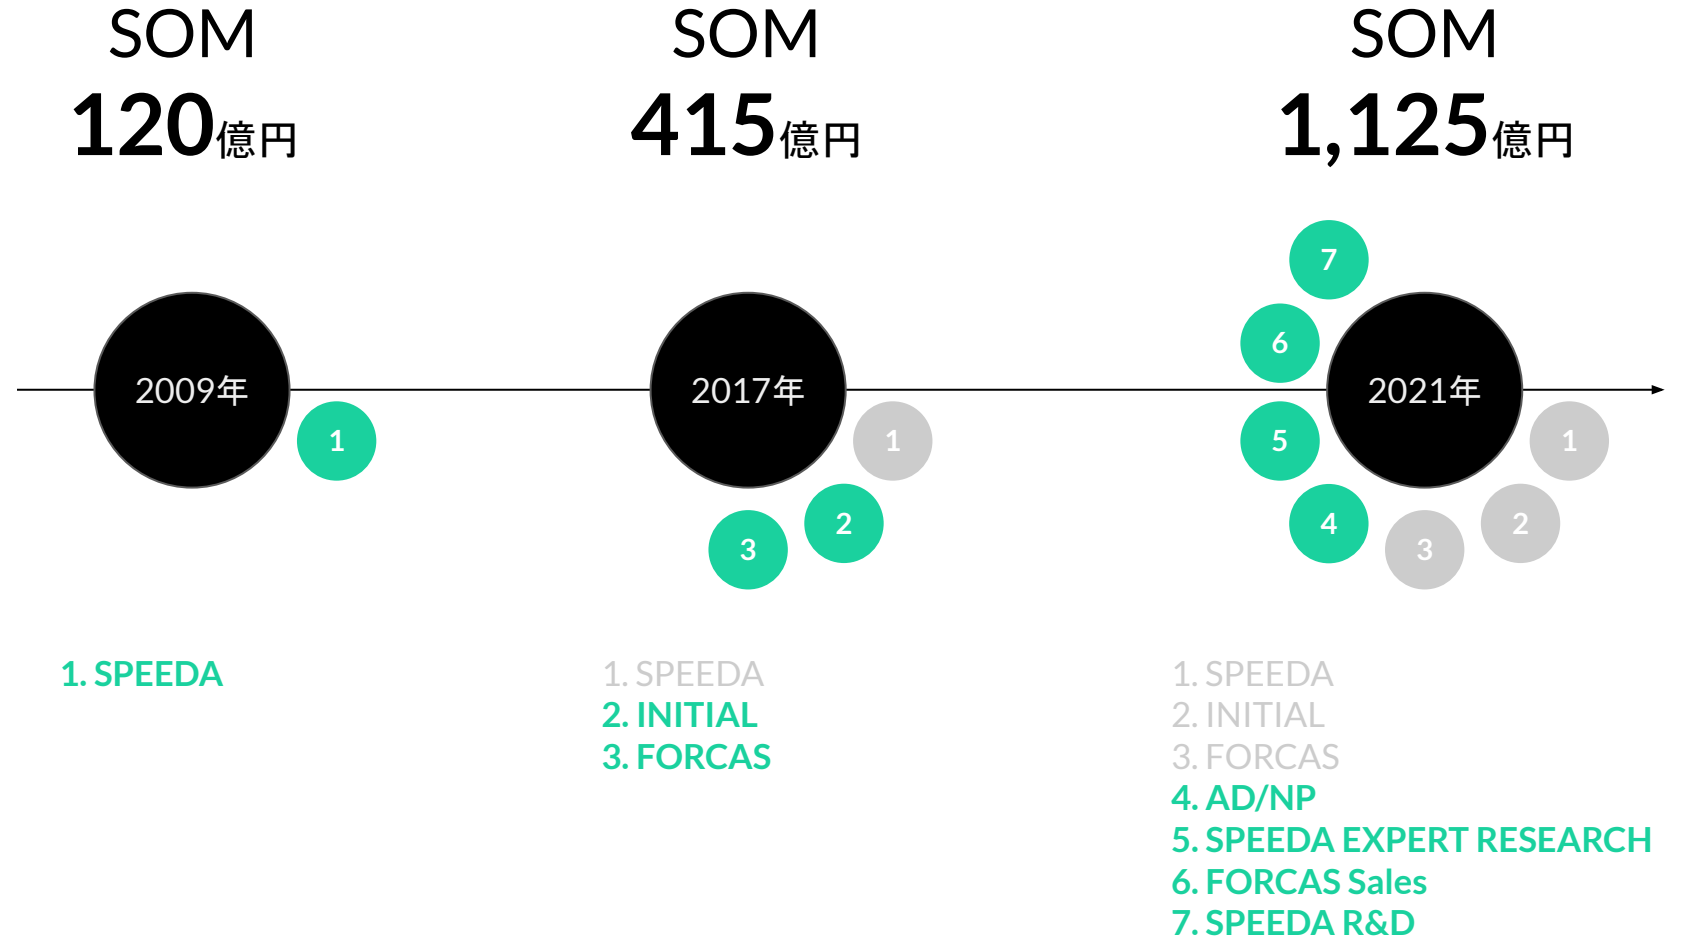 SOM
120億円
SOM
415億円
SOM
1,125億円
2009年
1
2017年
1
2
3
2021年
1
2
3
4
5
6
7
1. SPEEDA
1. SPEEDA
2. INITIAL
3. FORCAS
1. SPEEDA
2. INITIAL
3. FORCAS
4. AD/NP
5. SPEEDA EXPERT RESEARCH
6. FORCAS Sales
7. SPEEDA R&D